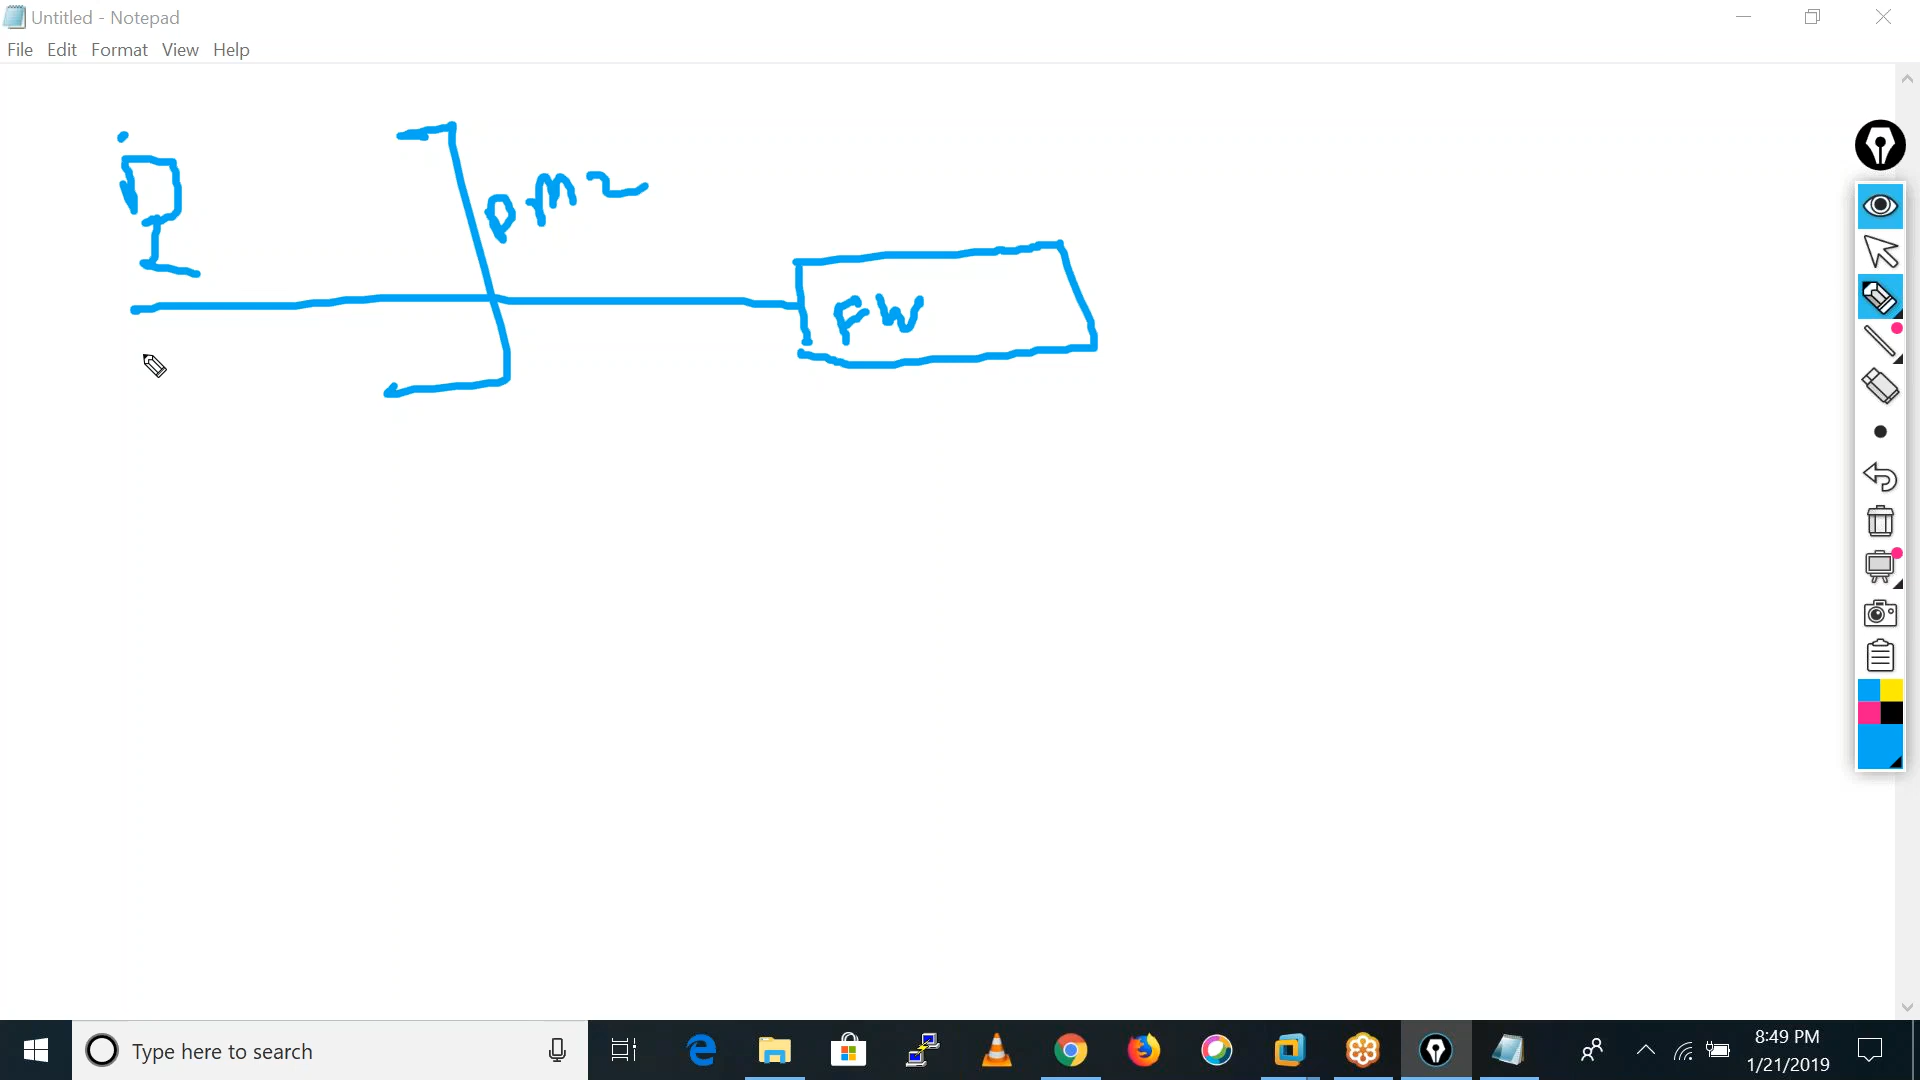 Untitled - Notepad
File Edit Format View Help
DMZ
FW
Type here to search
8:49 PM
1/21/2019